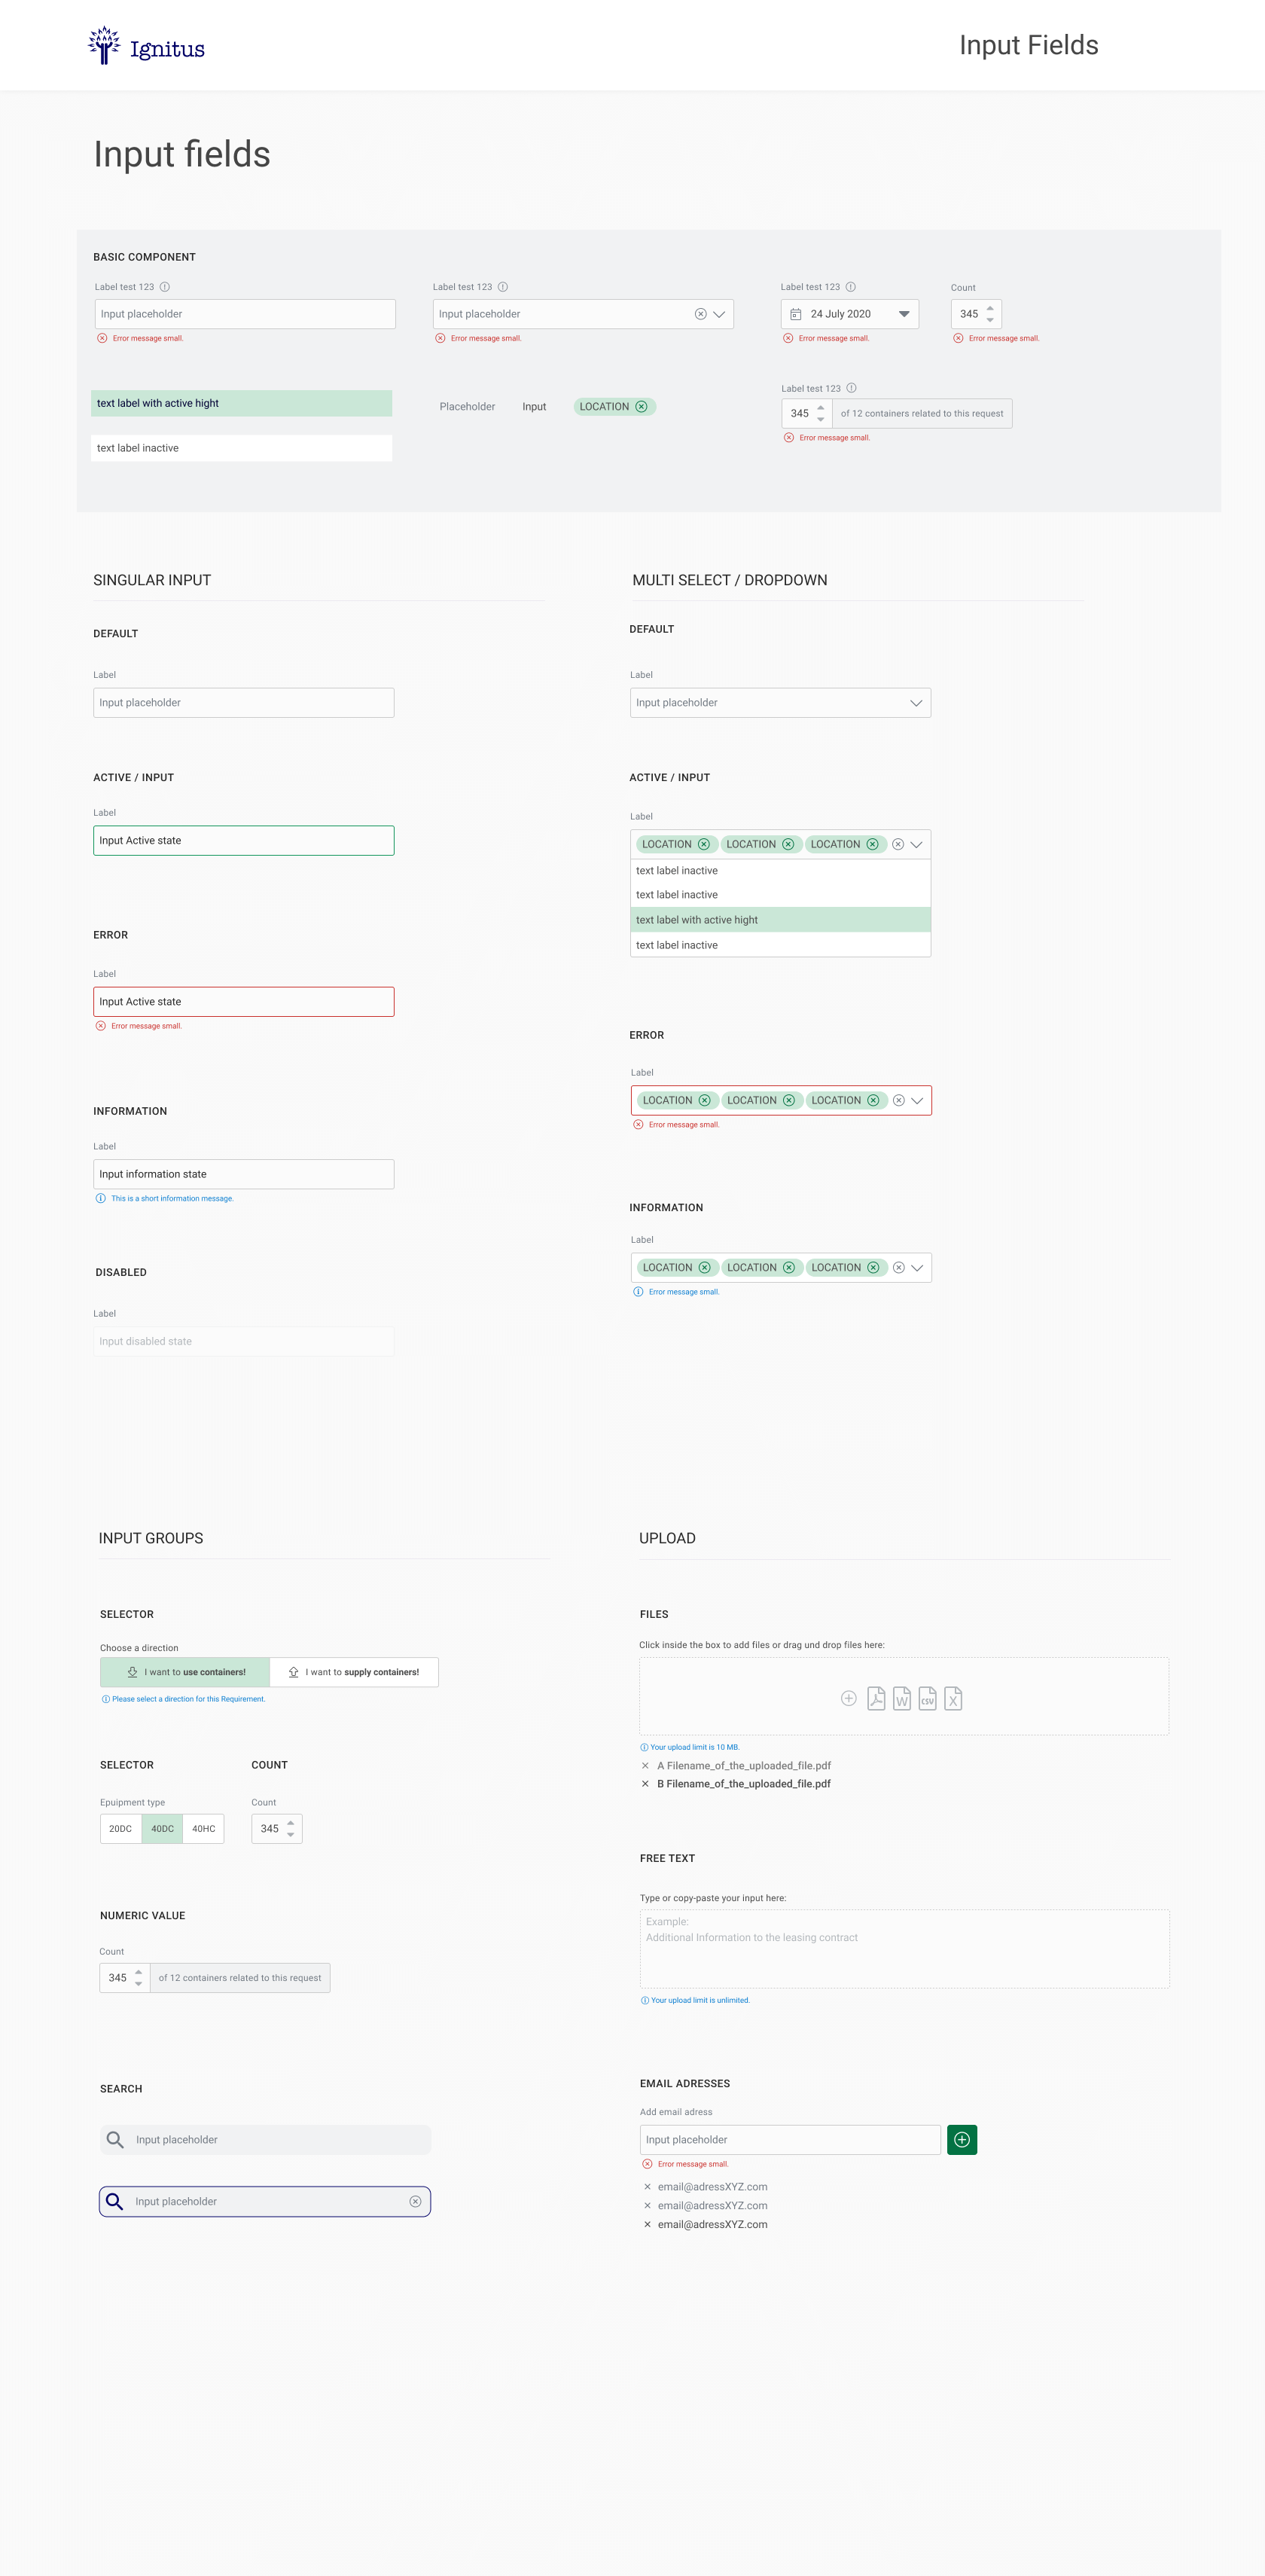 Ignitus
Input Fields
Input fields
BASIC COMPONENT
Label test 123
Input placeholder
Error message small.
Label test 123
Input placeholder
Error message small.
Label test 123
24 July 2020
Error message small.
Count
345
Error message small.
text label with active hight
text label inactive
Placeholder Input LOCATION
Label test 123
345 of 12 containers related to this request
Error message small.
SINGULAR INPUT
DEFAULT
Label
Input placeholder
ACTIVE / INPUT
Label
Input Active state
ERROR
Label
Input Active state
Error message small.
INFORMATION
Label
Input information state
This is a short information message.
DISABLED
Label
Input disabled state
MULTI SELECT / DROPDOWN
DEFAULT
Label
Input placeholder
ACTIVE / INPUT
Label
LOCATION LOCATION LOCATION
text label inactive
text label inactive
text label with active hight
text label inactive
ERROR
Label
LOCATION LOCATION LOCATION
Error message small.
INFORMATION
Label
LOCATION LOCATION LOCATION
Error message small.
INPUT GROUPS
SELECTOR
Choose a direction
I want to use containers! I want to supply containers!
Please select a direction for this Requirement.
SELECTOR
Epuipment type
20DC 40DC 40HC
COUNT
Count
345
NUMERIC VALUE
Count
345 of 12 containers related to this request
SEARCH
Input placeholder
Input placeholder
UPLOAD
FILES
Click inside the box to add files or drag und drop files here:
W CSV X
Your upload limit is 10 MB.
A Filename_of_the_uploaded_file.pdf
B Filename_of_the_uploaded_file.pdf
FREE TEXT
Type or copy-paste your input here:
Example:
Additional Information to the leasing contract
Your upload limit is unlimited.
EMAIL ADRESSES
Add email adress
Input placeholder
Error message small.
email@adressXYZ.com
email@adressXYZ.com
email@adressXYZ.com